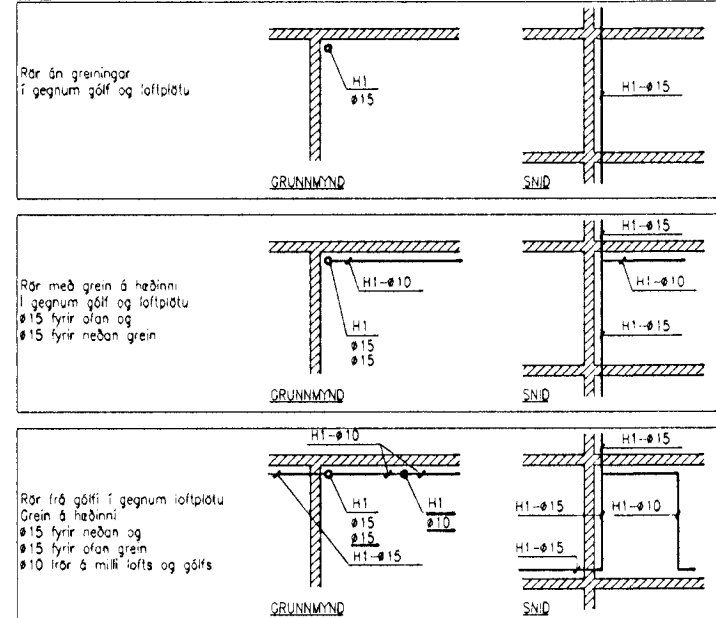 Rör án greiningar
í gegnum gólf og loftplötu
H1
ø15
GRUNNMYND
H1-ø15
SNIÐ
Rör með grein á hæðinni
í gegnum gólf og loftplötu
ø15 fyrir ofan og
ø15 fyrir neðan grein
H1-ø10
H1
ø15
ø15
GRUNNMYND
H1-ø15
H1-ø10
H1-ø15
SNIÐ
Rör frá gólfi í gegnum loftplötu
Grein á hæðinni
ø15 fyrir neðan og
ø15 fyrir ofan grein
ø10 rör á milli lofts og gólfs
H1-ø10
H1
ø15
ø15
H1-ø15
H1
ø10
GRUNNMYND
H1-ø15
H1-ø15
H1-ø10
H1-ø15
SNIÐ